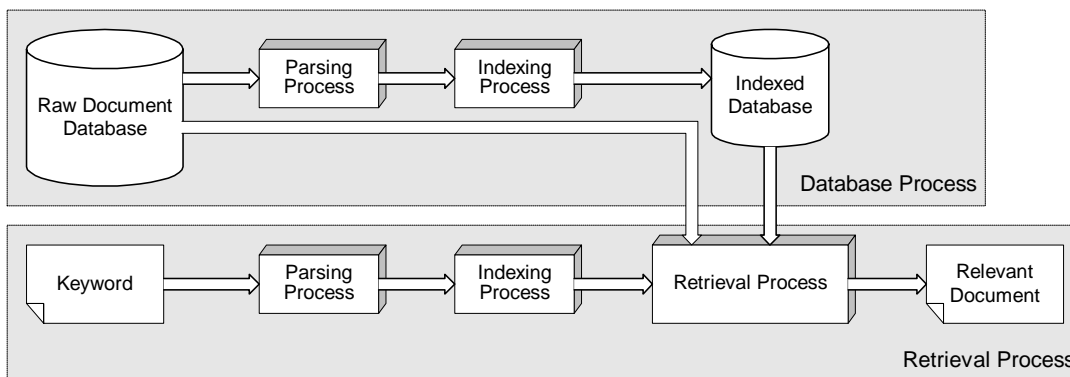 Raw Document
Database
Parsing
Process
Indexing
Process
Indexed
Database
Database Process
Keyword
Parsing
Process
Indexing
Process
Retrieval Process
Relevant
Document
Retrieval Process